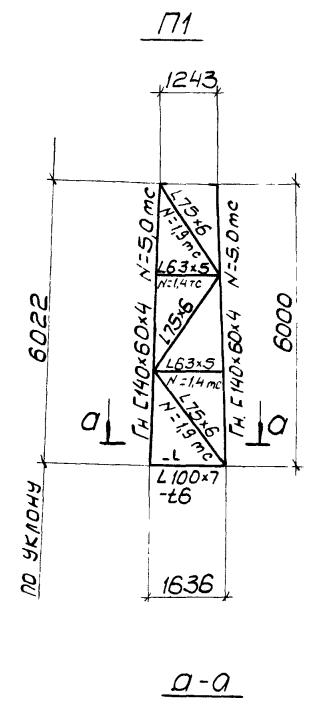 П1
1243
N=5,0тс
L75×6
N=1,9тс
N=5,0тс
L63×5
N=1,4тс
6022
L75×6
6000
Гн. [140×60×4
L63×5
N=1,4тс
Гн. [140×60×4
L75×6
N=1,9тс
а
а
L100×7
-t6
по уклону
1636
а-а